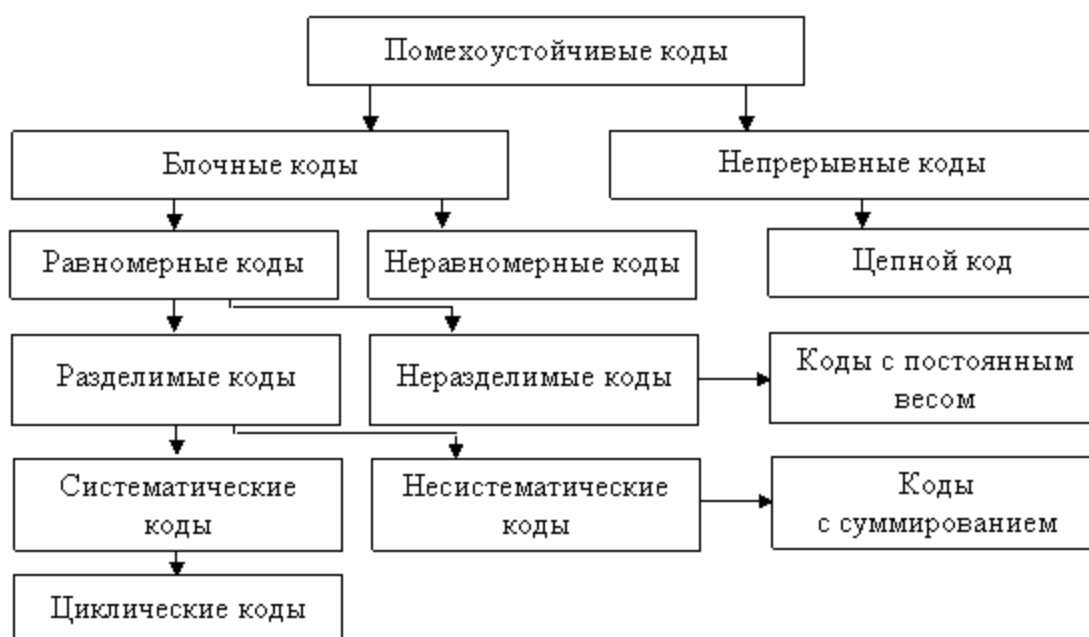 Помехоустойчивые коды
Блочные коды
Непрерывные коды
Равномерные коды
Неравномерные коды
Цепной код
Разделимые коды
Неразделимые коды
Коды с постоянным
весом
Систематические
коды
Несистематические
коды
Коды
с суммированием
Циклические коды